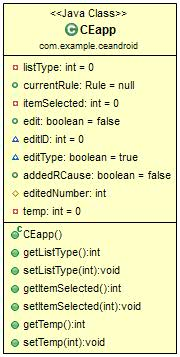 <<Java Class>>
CEapp
com.example.ceandroid
listType: int = 0
currentRule: Rule = null
itemSelected: int = 0
edit: boolean = false
editID: int = 0
editType: boolean = true
addedRCause: boolean = false
editedNumber: int
temp: int = 0
CEapp()
getListType():int
setListType(int):void
getItemSelected():int
setItemSelected(int):void
getTemp():int
setTemp(int):void